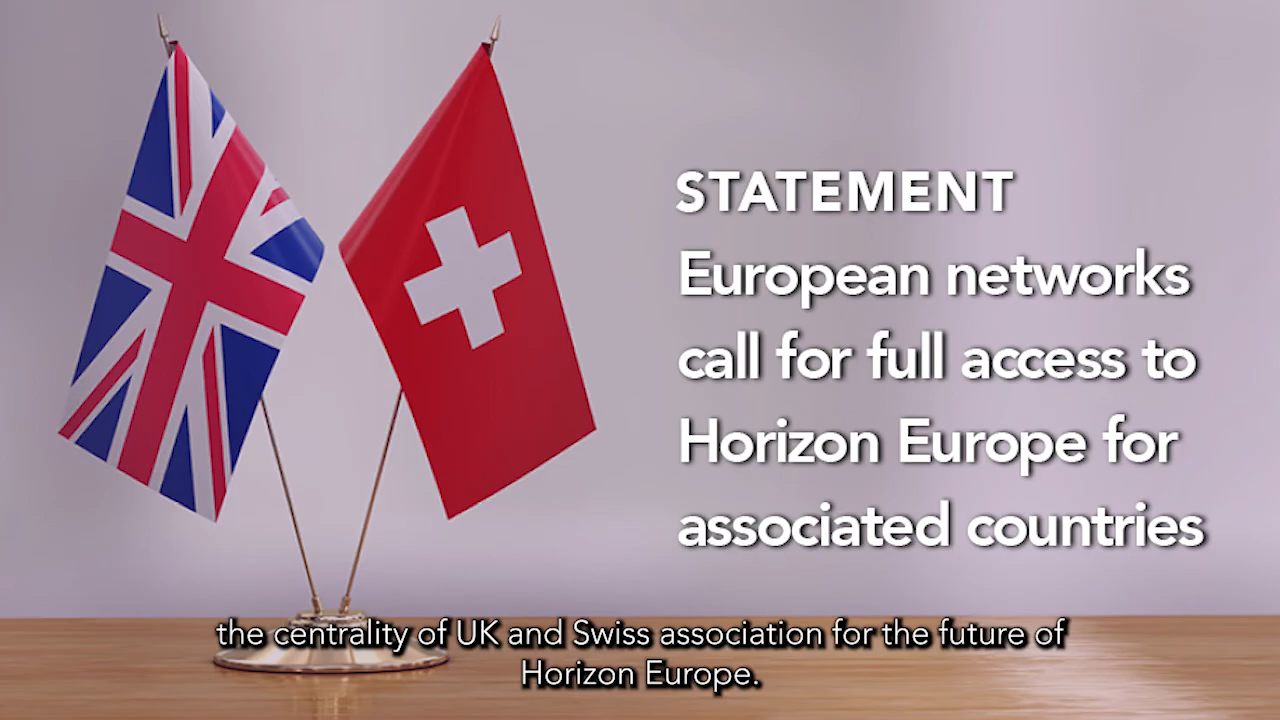 STATEMENT
European networks
call for full access to
Horizon Europe for
associated countries
the centrality of UK and Swiss association for the future of
Horizon Europe.